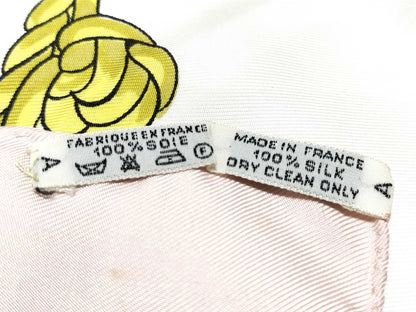 FABRIQUE EN FRANCE
100% SOIE
A
F
MADE IN FRANCE
100% SILK
DRY CLEAN ONLY
A